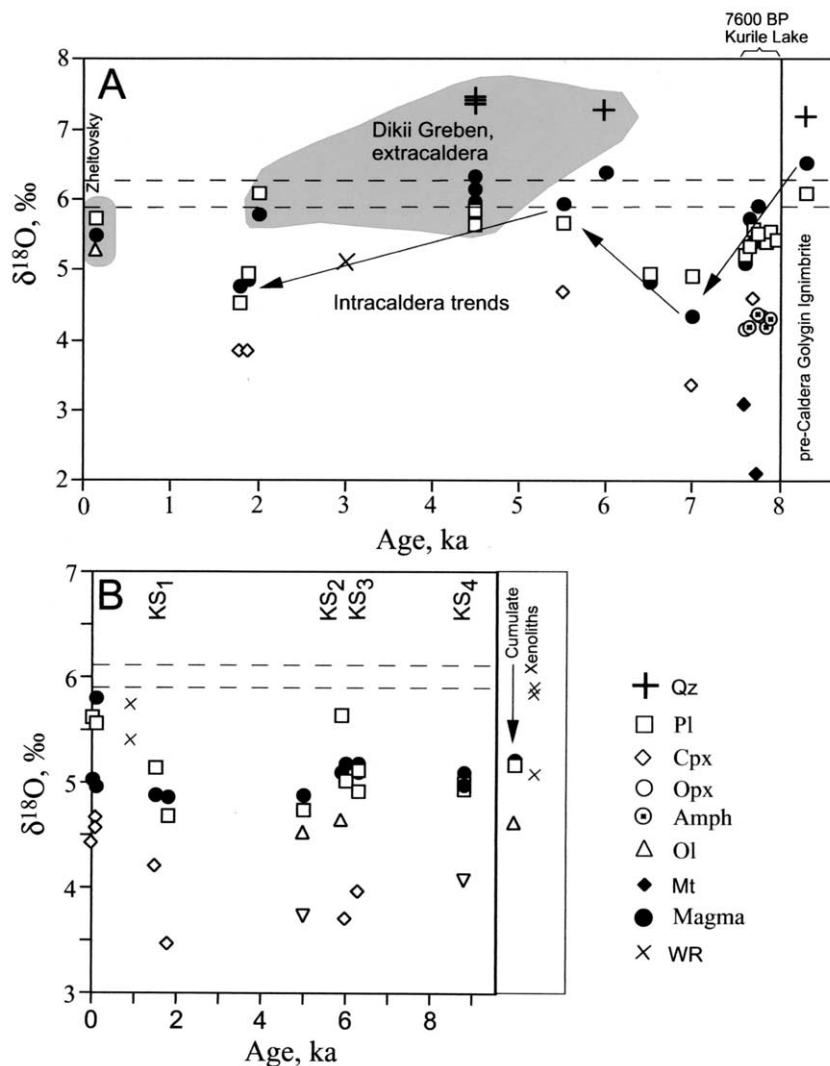 7600 BP
Kurile Lake
A
8
7
6
5
4
3
2
δ18O, ‰
Zheltovsky
Dikii Greben,
extracaldera
Intracaldera trends
pre-Caldera Golygin Ignimbrite
0 1 2 3 4 5 6 7 8
Age, ka
B
KS1 KS2 KS3 KS4
7
6
5
4
3
δ18O, ‰
Cumulate
Xenoliths
0 2 4 6 8
Age, ka
Qz
Pl
Cpx
Opx
Amph
Ol
Mt
Magma
WR